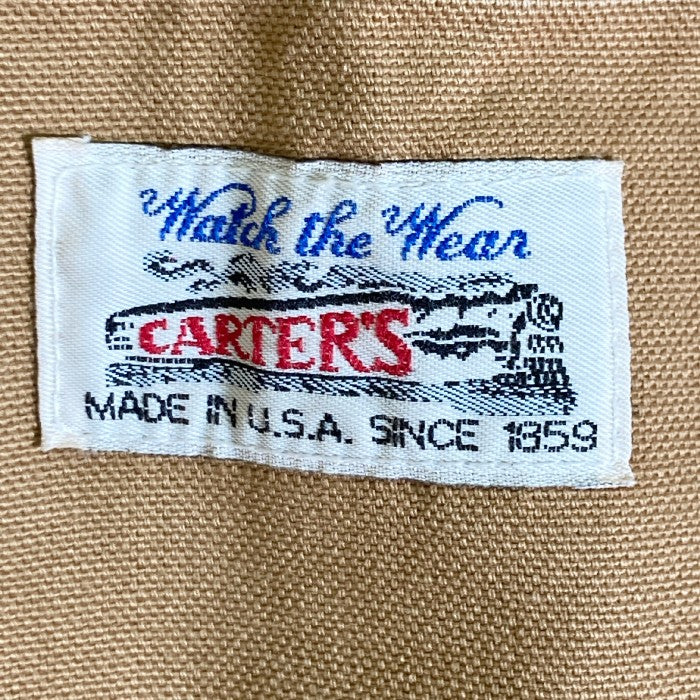 Watch the Wear
CARTER'S
MADE IN U.S.A. SINCE 1859